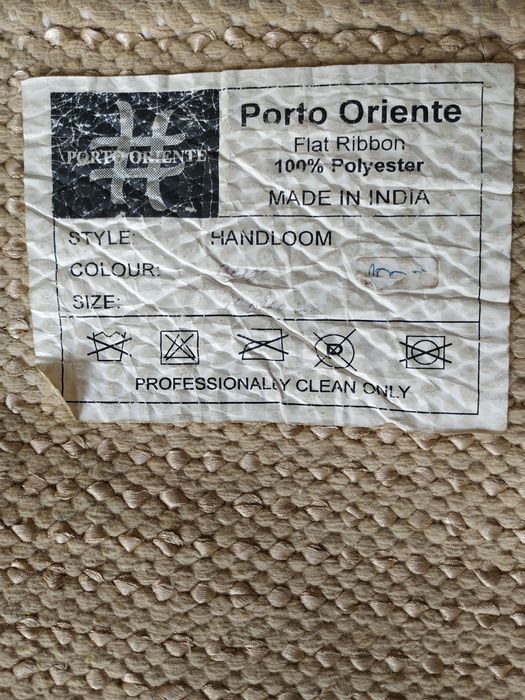 PORTO ORIENTE
Porto Oriente
Flat Ribbon
100% Polyester
MADE IN INDIA
STYLE: HANDLOOM
COLOUR:
SIZE:
PROFESSIONALLY CLEAN ONLY